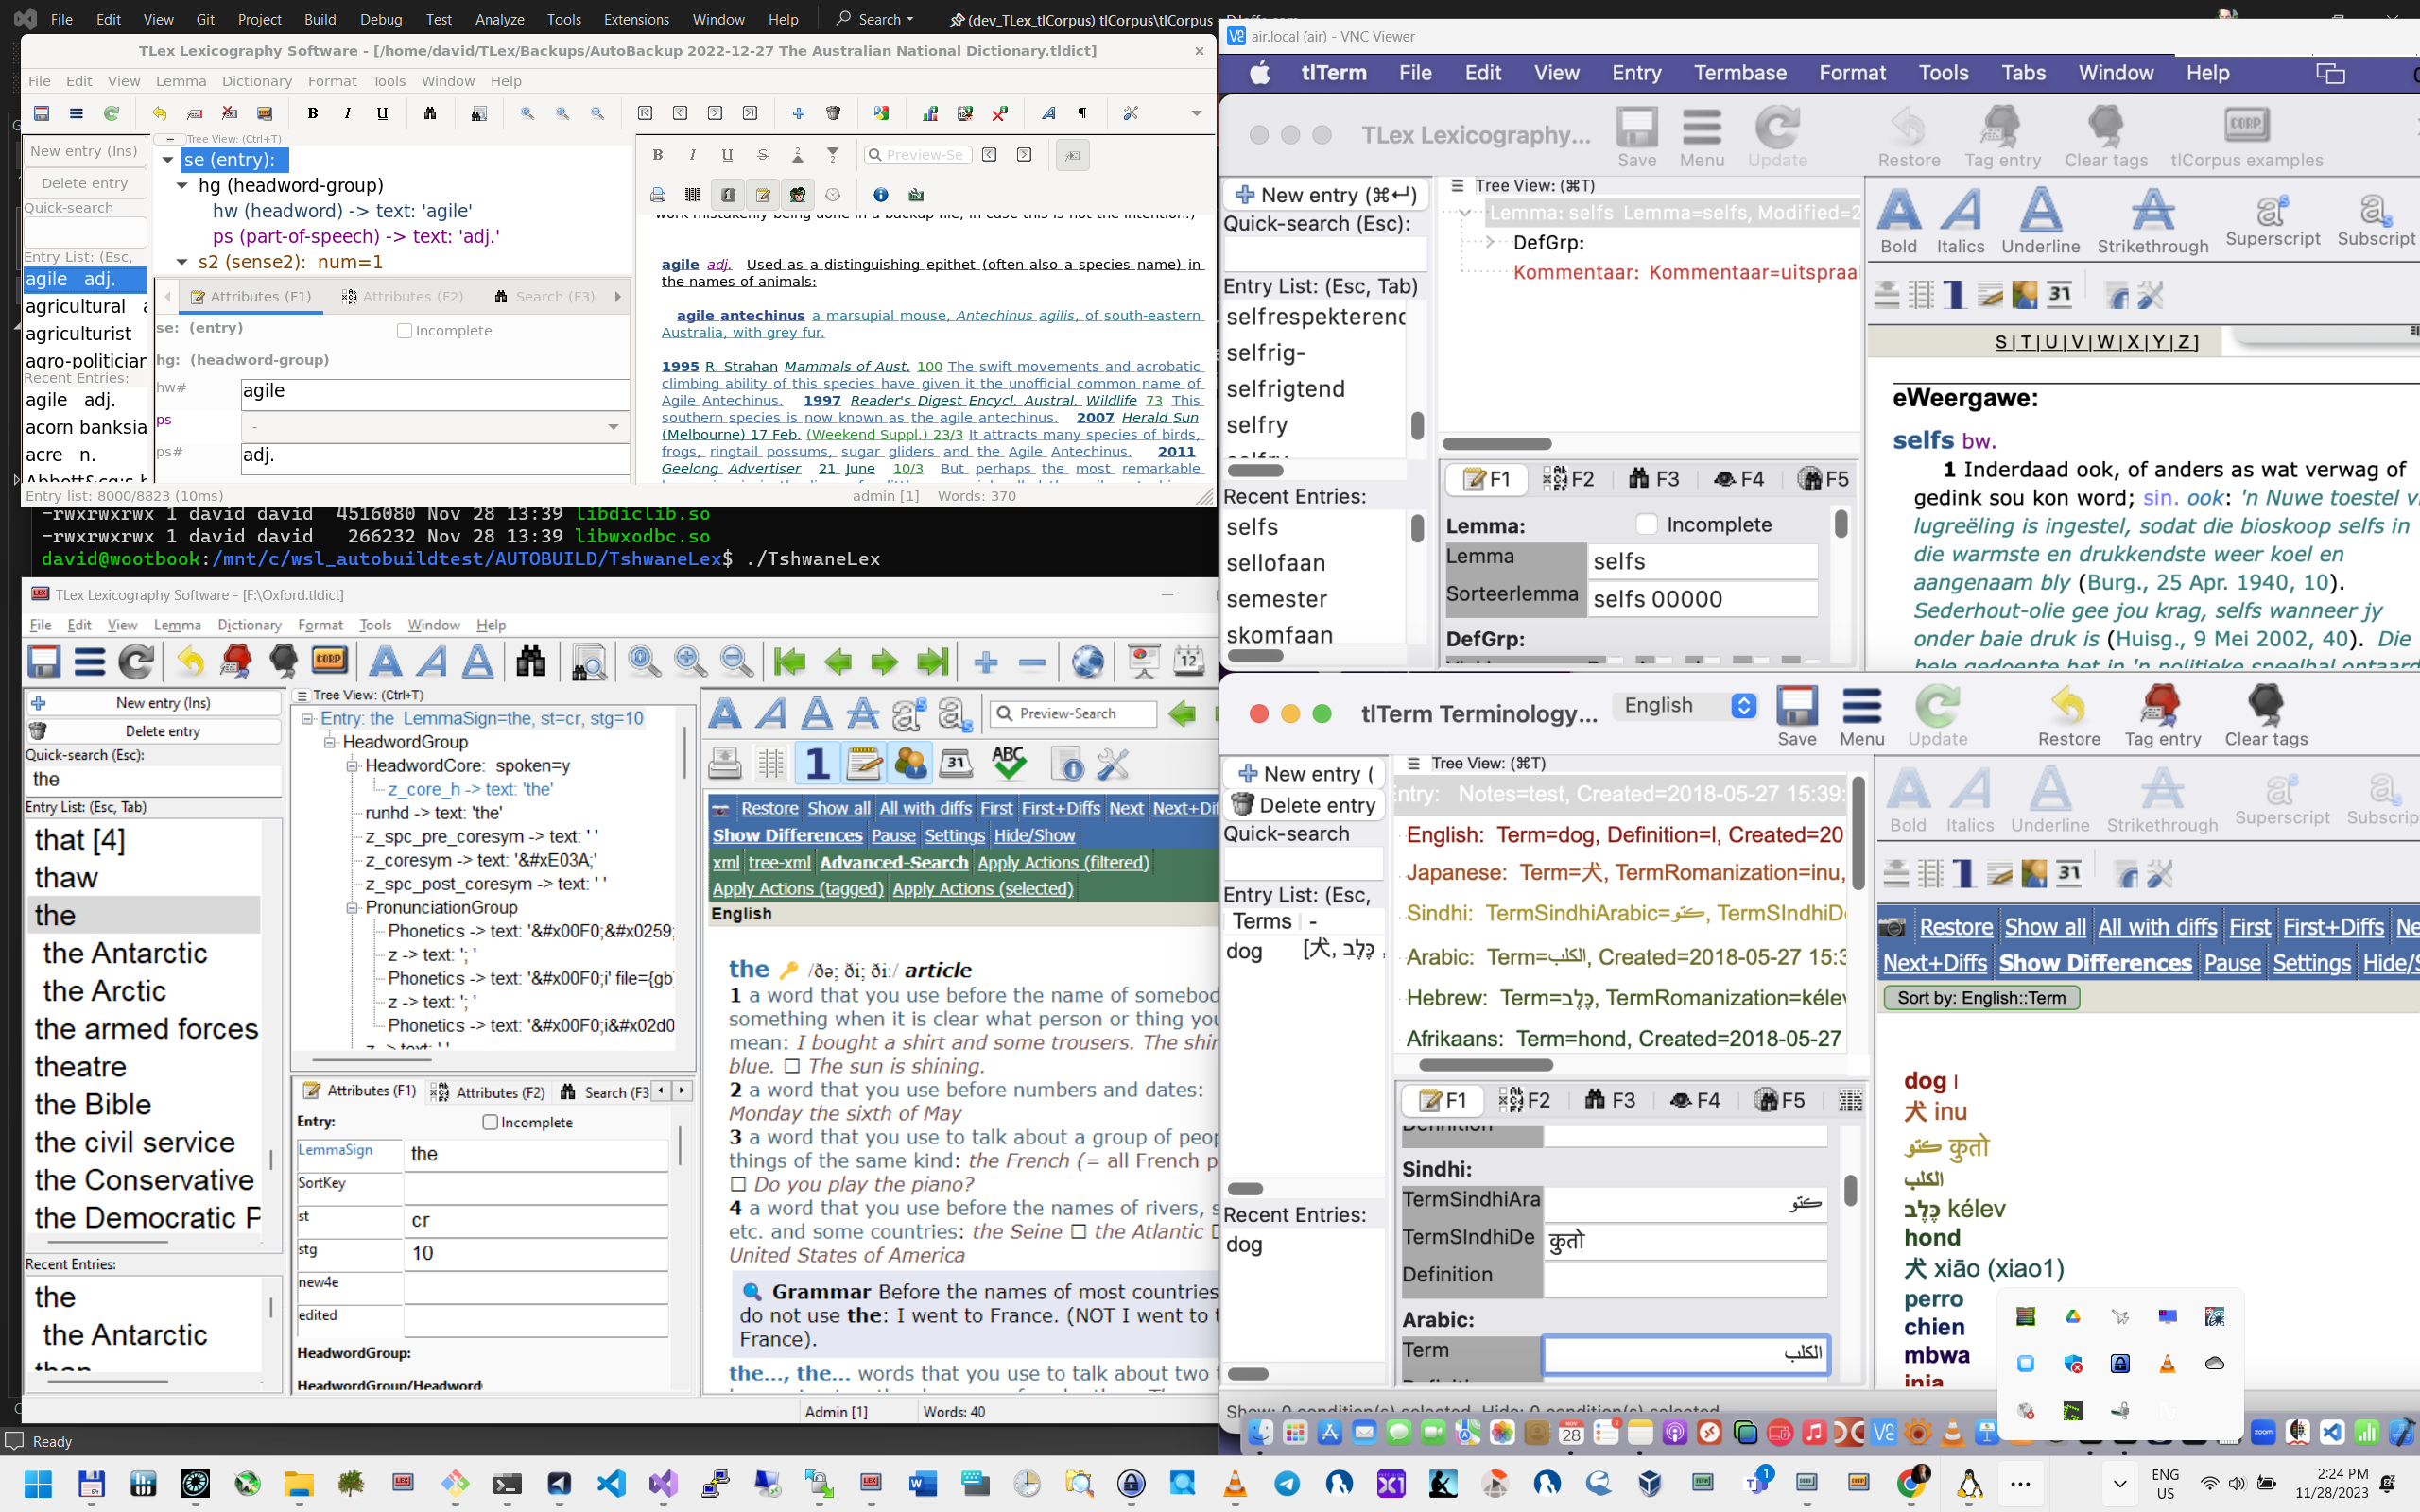 File Edit View Git Project Build Debug Test Analyze Tools Extensions Window Help Search (dev_TLex_tlCorpus) tlCorpus\tlCorpus
TLex Lexicography Software - [/home/david/TLex/Backups/AutoBackup 2022-12-27 The Australian National Dictionary.tldict]
File Edit View Lemma Dictionary Format Tools Window Help
New entry (Ins)
Delete entry
Quick-search
Entry List: (Esc,
agile adj.
agricultural a
agriculturist
agro-politician
Recent Entries:
agile adj.
acorn banksia
acre n.
Tree View: (Ctrl+T)
se (entry):
hg (headword-group)
hw (headword) -> text: 'agile'
ps (part-of-speech) -> text: 'adj.'
s2 (sense2): num=1
Attributes (F1) Attributes (F2) Search (F3)
se: (entry) Incomplete
hg: (headword-group)
hw# agile
ps -
ps# adj.
Preview-Se
work mistakenly being done in a backup file, in case this is not the intention.)
agile adj. Used as a distinguishing epithet (often also a species name) in
the names of animals:
agile antechinus a marsupial mouse, Antechinus agilis, of south-eastern
Australia, with grey fur.
1995 R. Strahan Mammals of Aust. 100 The swift movements and acrobatic
climbing ability of this species have given it the unofficial common name of
Agile Antechinus. 1997 Reader's Digest Encycl. Austral. Wildlife 73 This
southern species is now known as the agile antechinus. 2007 Herald Sun
(Melbourne) 17 Feb. (Weekend Suppl.) 23/3 It attracts many species of birds,
frogs, ringtail possums, sugar gliders and the Agile Antechinus. 2011
Geelong Advertiser 21 June 10/3 But perhaps the most remarkable
Entry list: 8000/8823 (10ms) admin [1] Words: 370
-rwxrwxrwx 1 david david 4516080 Nov 28 13:39 libdiclib.so
-rwxrwxrwx 1 david david 266232 Nov 28 13:39 libwxodbc.so
david@wootbook:/mnt/c/wsl_autobuildtest/AUTOBUILD/TshwaneLex$ ./TshwaneLex
TLex Lexicography Software - [F:\Oxford.tldict]
File Edit View Lemma Dictionary Format Tools Window Help
New entry (Ins)
Delete entry
Quick-search (Esc):
the
Entry List: (Esc, Tab)
that [4]
thaw
the
the Antarctic
the Arctic
the armed forces
theatre
the Bible
the civil service
the Conservative
the Democratic P
Recent Entries:
the
the Antarctic
than
Tree View: (Ctrl+T)
Entry: the LemmaSign=the, st=cr, stg=10
HeadwordGroup
HeadwordCore: spoken=y
z_core_h -> text: 'the'
runhd -> text: 'the'
z_spc_pre_coresym -> text: ' '
z_coresym -> text: '&#xE03A;'
z_spc_post_coresym -> text: ' '
PronunciationGroup
Phonetics -> text: '&#x00F0;&#x0259;
z -> text: '; '
Phonetics -> text: '&#x00F0;i' file={gb
z -> text: '; '
Phonetics -> text: '&#x00F0;i&#x02d0
z -> text: ' '
Attributes (F1) Attributes (F2) Search (F3
Entry: Incomplete
LemmaSign the
SortKey
st cr
stg 10
new4e
edited
HeadwordGroup:
HeadwordGroup/Headword
Preview-Search
Restore Show all All with diffs First First+Diffs Next Next+Dif
Show Differences Pause Settings Hide/Show
xml tree-xml Advanced-Search Apply Actions (filtered)
Apply Actions (tagged) Apply Actions (selected)
English
the /ðə; ði; ðiː/ article
1 a word that you use before the name of somebod
something when it is clear what person or thing you
mean: I bought a shirt and some trousers. The shir
blue. □ The sun is shining.
2 a word that you use before numbers and dates:
Monday the sixth of May
3 a word that you use to talk about a group of peop
things of the same kind: the French (= all French p
□ Do you play the piano?
4 a word that you use before the names of rivers, s
etc. and some countries: the Seine □ the Atlantic □
United States of America
Grammar Before the names of most countries
do not use the: I went to France. (NOT I went to t
France).
the..., the... words that you use to talk about two t
Admin [1] Words: 40
Ready
air.local (air) - VNC Viewer
tlTerm File Edit View Entry Termbase Format Tools Tabs Window Help
TLex Lexicography... Save Menu Update Restore Tag entry Clear tags tlCorpus examples
CORP
New entry (⌘↵)
Quick-search (Esc):
Entry List: (Esc, Tab)
selfrespekterend
selfrig-
selfrigtend
selfry
selfry
Recent Entries:
selfs
sellofaan
semester
skomfaan
Tree View: (⌘T)
Lemma: selfs Lemma=selfs, Modified=2
DefGrp:
Kommentaar: Kommentaar=uitspraa
F1 F2 F3 F4 F5
Lemma: Incomplete
Lemma selfs
Sorteerlemma selfs 00000
DefGrp:
Bold Italics Underline Strikethrough Superscript Subscript
31
S | T | U | V | W | X | Y | Z ]
eWeergawe:
selfs bw.
1 Inderdaad ook, of anders as wat verwag of
gedink sou kon word; sin. ook: 'n Nuwe toestel v
lugreëling is ingestel, sodat die bioskoop selfs in
die warmste en drukkendste weer koel en
aangenaam bly (Burg., 25 Apr. 1940, 10).
Sederhout-olie gee jou krag, selfs wanneer jy
onder baie druk is (Huisg., 9 Mei 2002, 40). Die
hele gedoente het in 'n politieke speelbal ontaard
tlTerm Terminology... English Save Menu Update Restore Tag entry Clear tags
New entry (
Delete entry
Quick-search
Entry List: (Esc,
Terms -
dog [犬, כֶּלֶב ,
Recent Entries:
dog
Tree View: (⌘T)
Entry: Notes=test, Created=2018-05-27 15:39:
English: Term=dog, Definition=l, Created=20
Japanese: Term=犬, TermRomanization=inu,
Sindhi: TermSindhiArabic=ڪتو, TermSIndhiDe
Arabic: Term=الكلب, Created=2018-05-27 15:3
Hebrew: Term=כֶּלֶב, TermRomanization=kélev
Afrikaans: Term=hond, Created=2018-05-27
F1 F2 F3 F4 F5
Definition
Sindhi:
TermSindhiAra ڪتو
TermSIndhiDe कुतो
Definition
Arabic:
Term الكلب
Bold Italics Underline Strikethrough Superscript Subscrip
31
Restore Show all All with diffs First First+Diffs Ne
Next+Diffs Show Differences Pause Settings Hide/S
Sort by: English::Term
dog l
犬 inu
ڪتو कुतो
الكلب
כֶּלֶב kélev
hond
犬 xiāo (xiao1)
perro
chien
mbwa
inja
Show: 0 condition(s) selected, Hide: 0 condition(s) selected
ENG
US
2:24 PM
11/28/2023